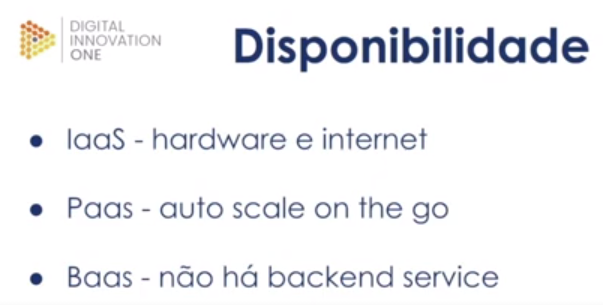 DIGITAL
INNOVATION
ONE
Disponibilidade
● IaaS - hardware e internet
● Paas - auto scale on the go
● Baas - não há backend service